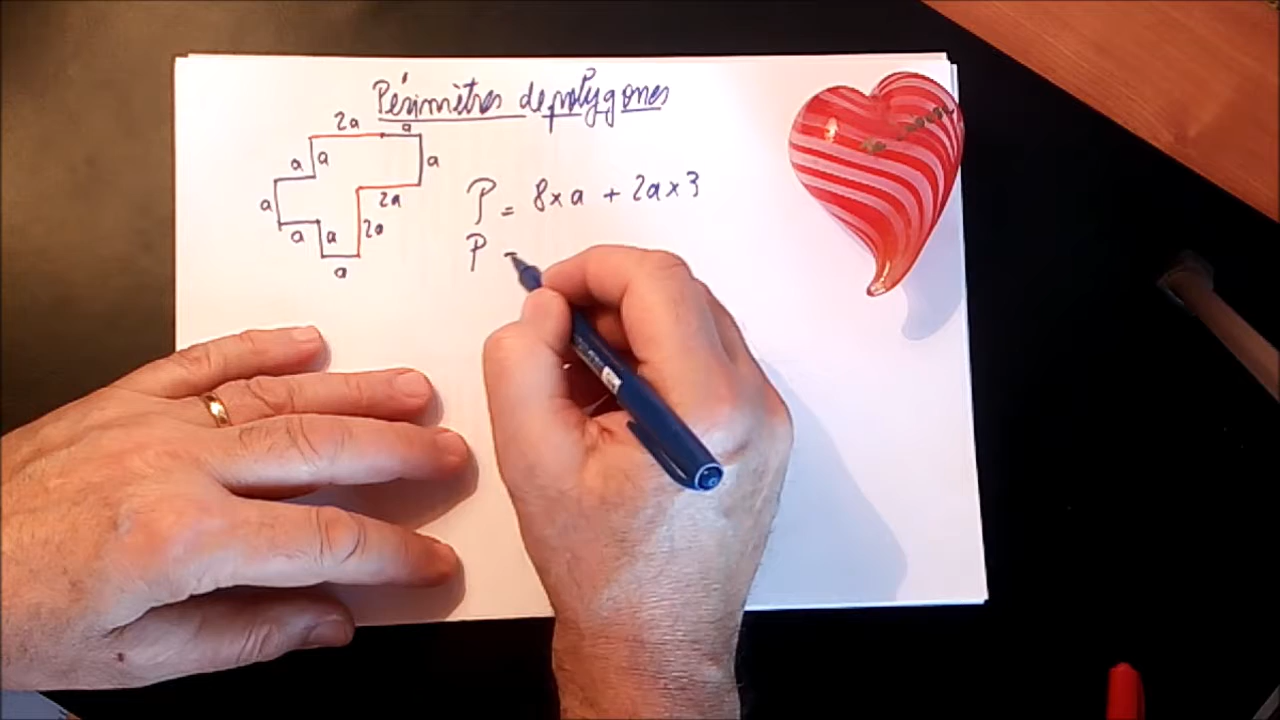 Périmètres de polygones
2a a
a a a
a 2a
a a 2a
a
P = 8 x a + 2a x 3
P =